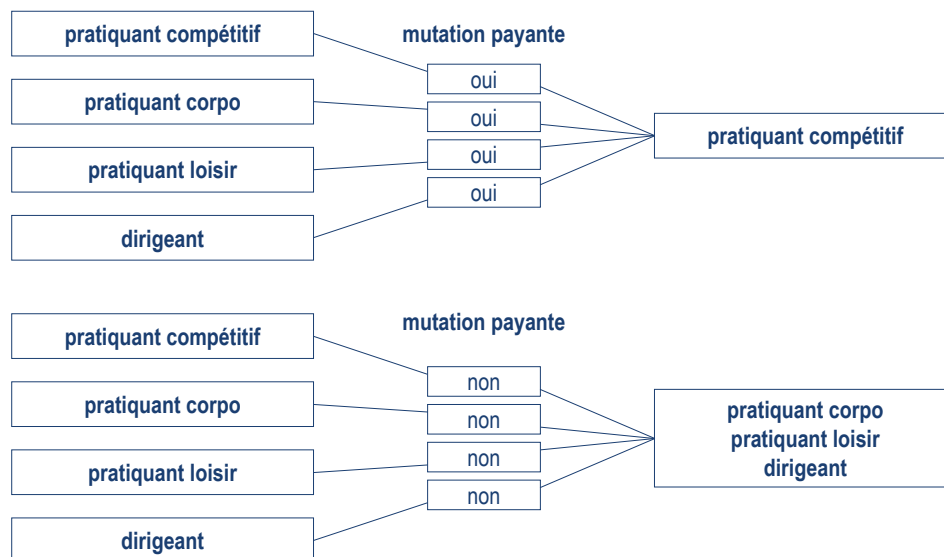 pratiquant compétitif
mutation payante
oui
pratiquant corpo
oui
pratiquant compétitif
oui
pratiquant loisir
oui
dirigeant
pratiquant compétitif
mutation payante
non
pratiquant corpo
non
pratiquant corpo
pratiquant loisir
dirigeant
non
pratiquant loisir
non
dirigeant